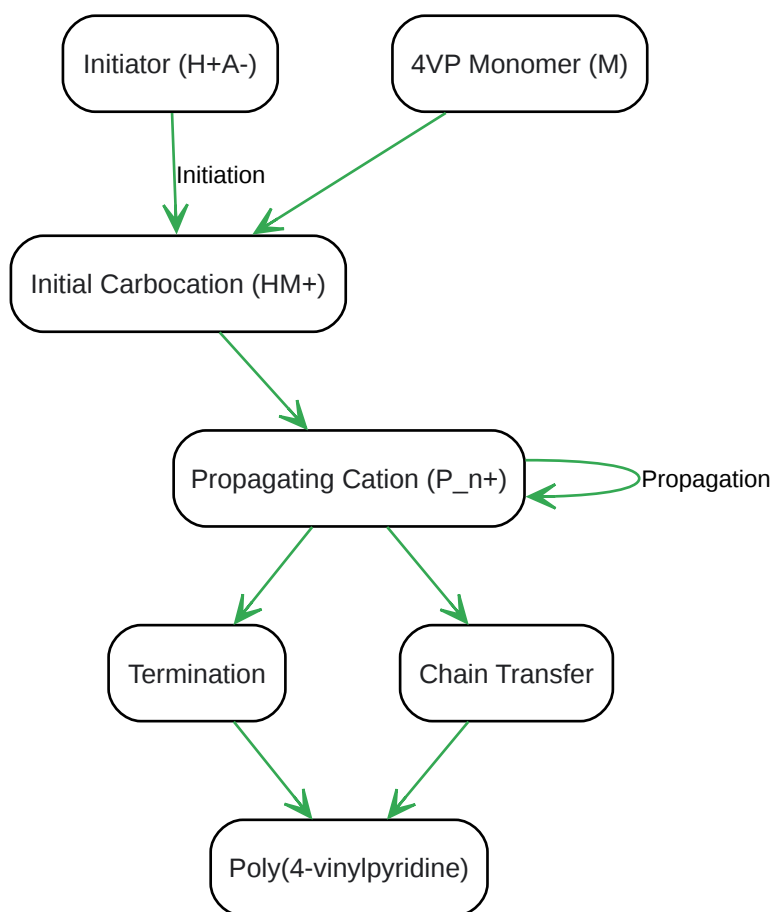 Initiator (H+A-)
4VP Monomer (M)
Initiation
Initial Carbocation (HM+)
Propagating Cation (P_n+)
Propagation
Termination
Chain Transfer
Poly(4-vinylpyridine)